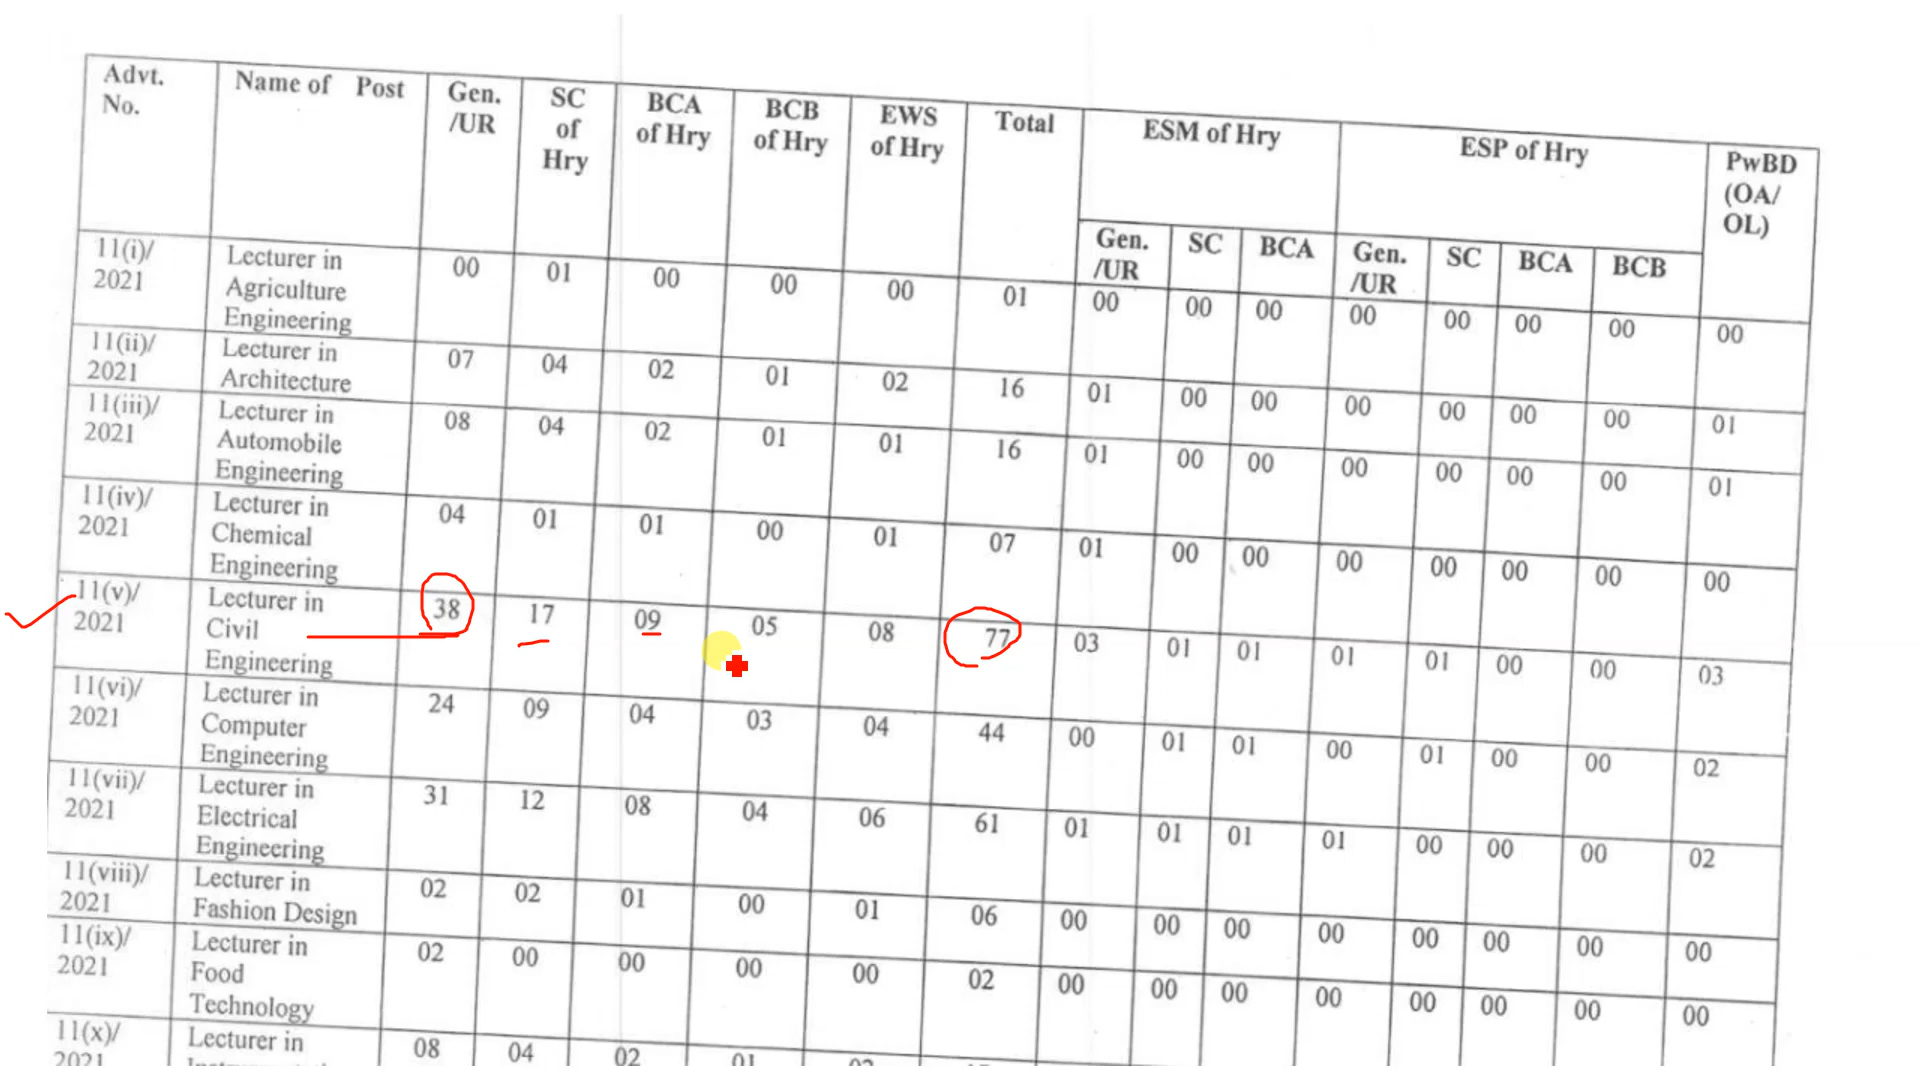 Advt. No. Name of Post Gen. /UR SC of Hry BCA of Hry BCB of Hry EWS of Hry Total ESM of Hry ESP of Hry PwBD (OA/ OL)
Gen. /UR SC BCA Gen. /UR SC BCA BCB
11(i)/ 2021 Lecturer in Agriculture Engineering 00 01 00 00 00 01 00 00 00 00 00 00 00 00
11(ii)/ 2021 Lecturer in Architecture 07 04 02 01 02 16 01 00 00 00 00 00 00 01
11(iii)/ 2021 Lecturer in Automobile Engineering 08 04 02 01 01 16 01 00 00 00 00 00 00 01
11(iv)/ 2021 Lecturer in Chemical Engineering 04 01 01 00 01 07 01 00 00 00 00 00 00 00
11(v)/ 2021 Lecturer in Civil Engineering 38 17 09 05 08 77 03 01 01 01 01 00 00 03
11(vi)/ 2021 Lecturer in Computer Engineering 24 09 04 03 04 44 00 01 01 00 01 00 00 02
11(vii)/ 2021 Lecturer in Electrical Engineering 31 12 08 04 06 61 01 01 01 01 00 00 00 02
11(viii)/ 2021 Lecturer in Fashion Design 02 02 01 00 01 06 00 00 00 00 00 00 00 00
11(ix)/ 2021 Lecturer in Food Technology 02 00 00 00 00 02 00 00 00 00 00 00 00 00
11(x)/ 2021 Lecturer in 08 04 02 01